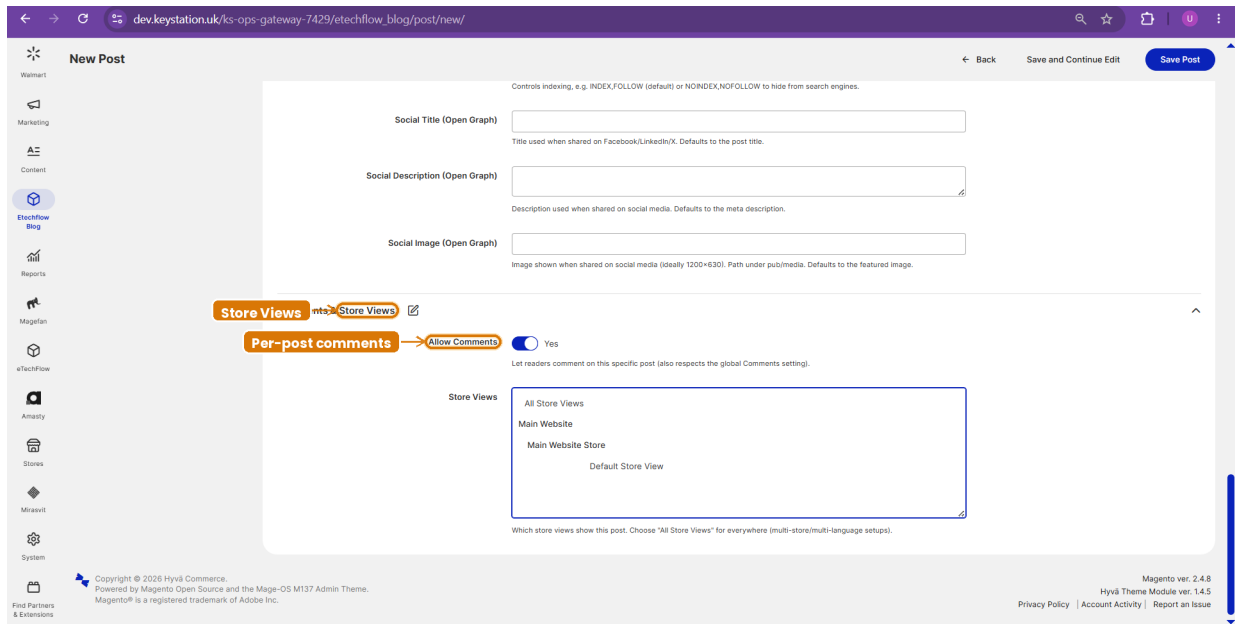 dev.keystation.uk/ks-ops-gateway-7429/etechflow_blog/post/new/
U
Walmart
Marketing
Content
Etechflow
Blog
Reports
Magefan
eTechFlow
Amasty
Stores
Mirasvit
System
Find Partners
& Extensions
New Post
Back
Save and Continue Edit
Save Post
Controls indexing, e.g. INDEX,FOLLOW (default) or NOINDEX,NOFOLLOW to hide from search engines.
Social Title (Open Graph)
Title used when shared on Facebook/LinkedIn/X. Defaults to the post title.
Social Description (Open Graph)
Description used when shared on social media. Defaults to the meta description.
Social Image (Open Graph)
Image shown when shared on social media (ideally 1200×630). Path under pub/media. Defaults to the featured image.
Store Views
& Store Views
Per-post comments
Allow Comments
Yes
Let readers comment on this specific post (also respects the global Comments setting).
Store Views
All Store Views
Main Website
Main Website Store
Default Store View
Which store views show this post. Choose "All Store Views" for everywhere (multi-store/multi-language setups).
Copyright © 2026 Hyvä Commerce.
Powered by Magento Open Source and the Mage-OS M137 Admin Theme.
Magento® is a registered trademark of Adobe Inc.
Magento ver. 2.4.8
Hyvä Theme Module ver. 1.4.5
Privacy Policy | Account Activity | Report an Issue